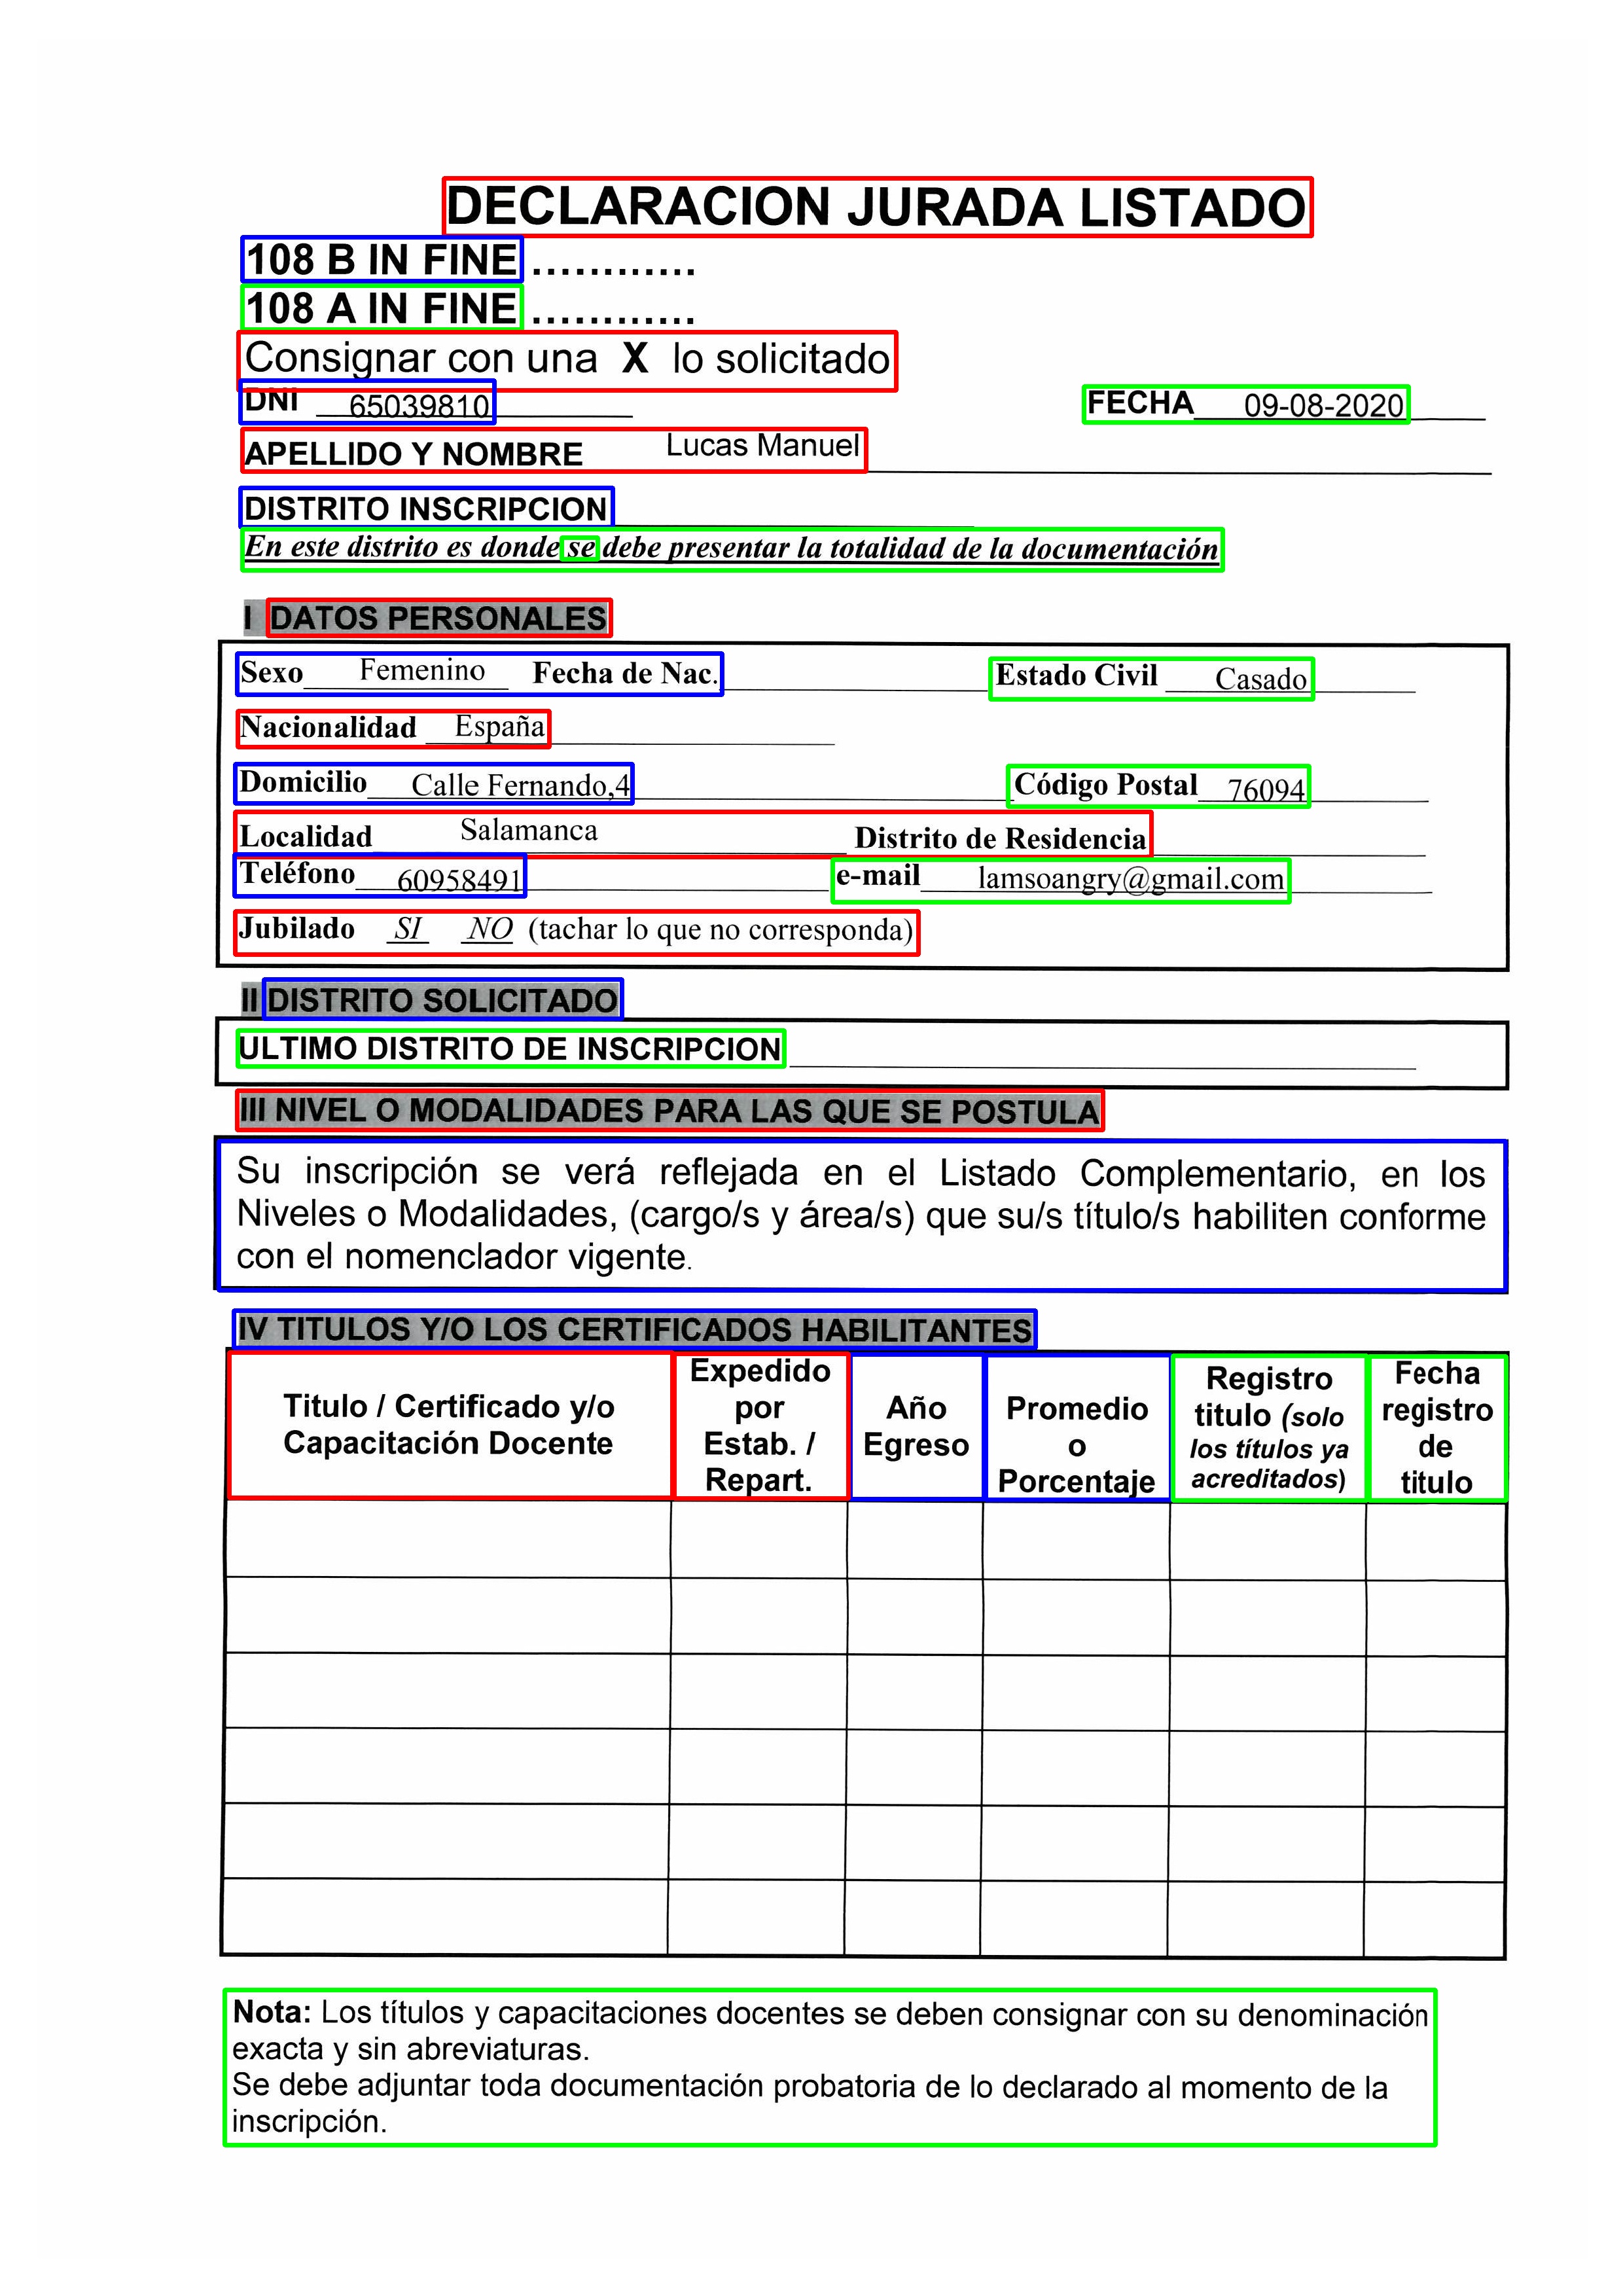 DECLARACION JURADA LISTADO
108 B IN FINE ............
108 A IN FINE ............
Consignar con una X lo solicitado
DNI 65039810 FECHA 09-08-2020
APELLIDO Y NOMBRE Lucas Manuel
DISTRITO INSCRIPCION
En este distrito es donde se debe presentar la totalidad de la documentación
I DATOS PERSONALES
Sexo Femenino Fecha de Nac. Estado Civil Casado
Nacionalidad España
Domicilio Calle Fernando,4 Código Postal 76094
Localidad Salamanca Distrito de Residencia
Teléfono 60958491 e-mail lamsoangry@gmail.com
Jubilado SI NO (tachar lo que no corresponda)
II DISTRITO SOLICITADO
ULTIMO DISTRITO DE INSCRIPCION
III NIVEL O MODALIDADES PARA LAS QUE SE POSTULA
Su inscripción se verá reflejada en el Listado Complementario, en los
Niveles o Modalidades, (cargo/s y área/s) que su/s título/s habiliten conforme
con el nomenclador vigente.
IV TITULOS Y/O LOS CERTIFICADOS HABILITANTES
Titulo / Certificado y/o
Capacitación Docente
Expedido
por
Estab. /
Repart.
Año
Egreso
Promedio
o
Porcentaje
Registro
titulo (solo
los títulos ya
acreditados)
Fecha
registro
de
titulo
Nota: Los títulos y capacitaciones docentes se deben consignar con su denominación
exacta y sin abreviaturas.
Se debe adjuntar toda documentación probatoria de lo declarado al momento de la
inscripción.